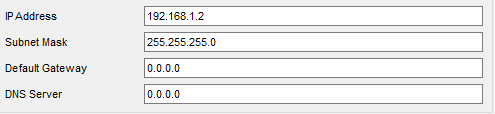 IP Address 192.168.1.2
Subnet Mask 255.255.255.0
Default Gateway 0.0.0.0
DNS Server 0.0.0.0